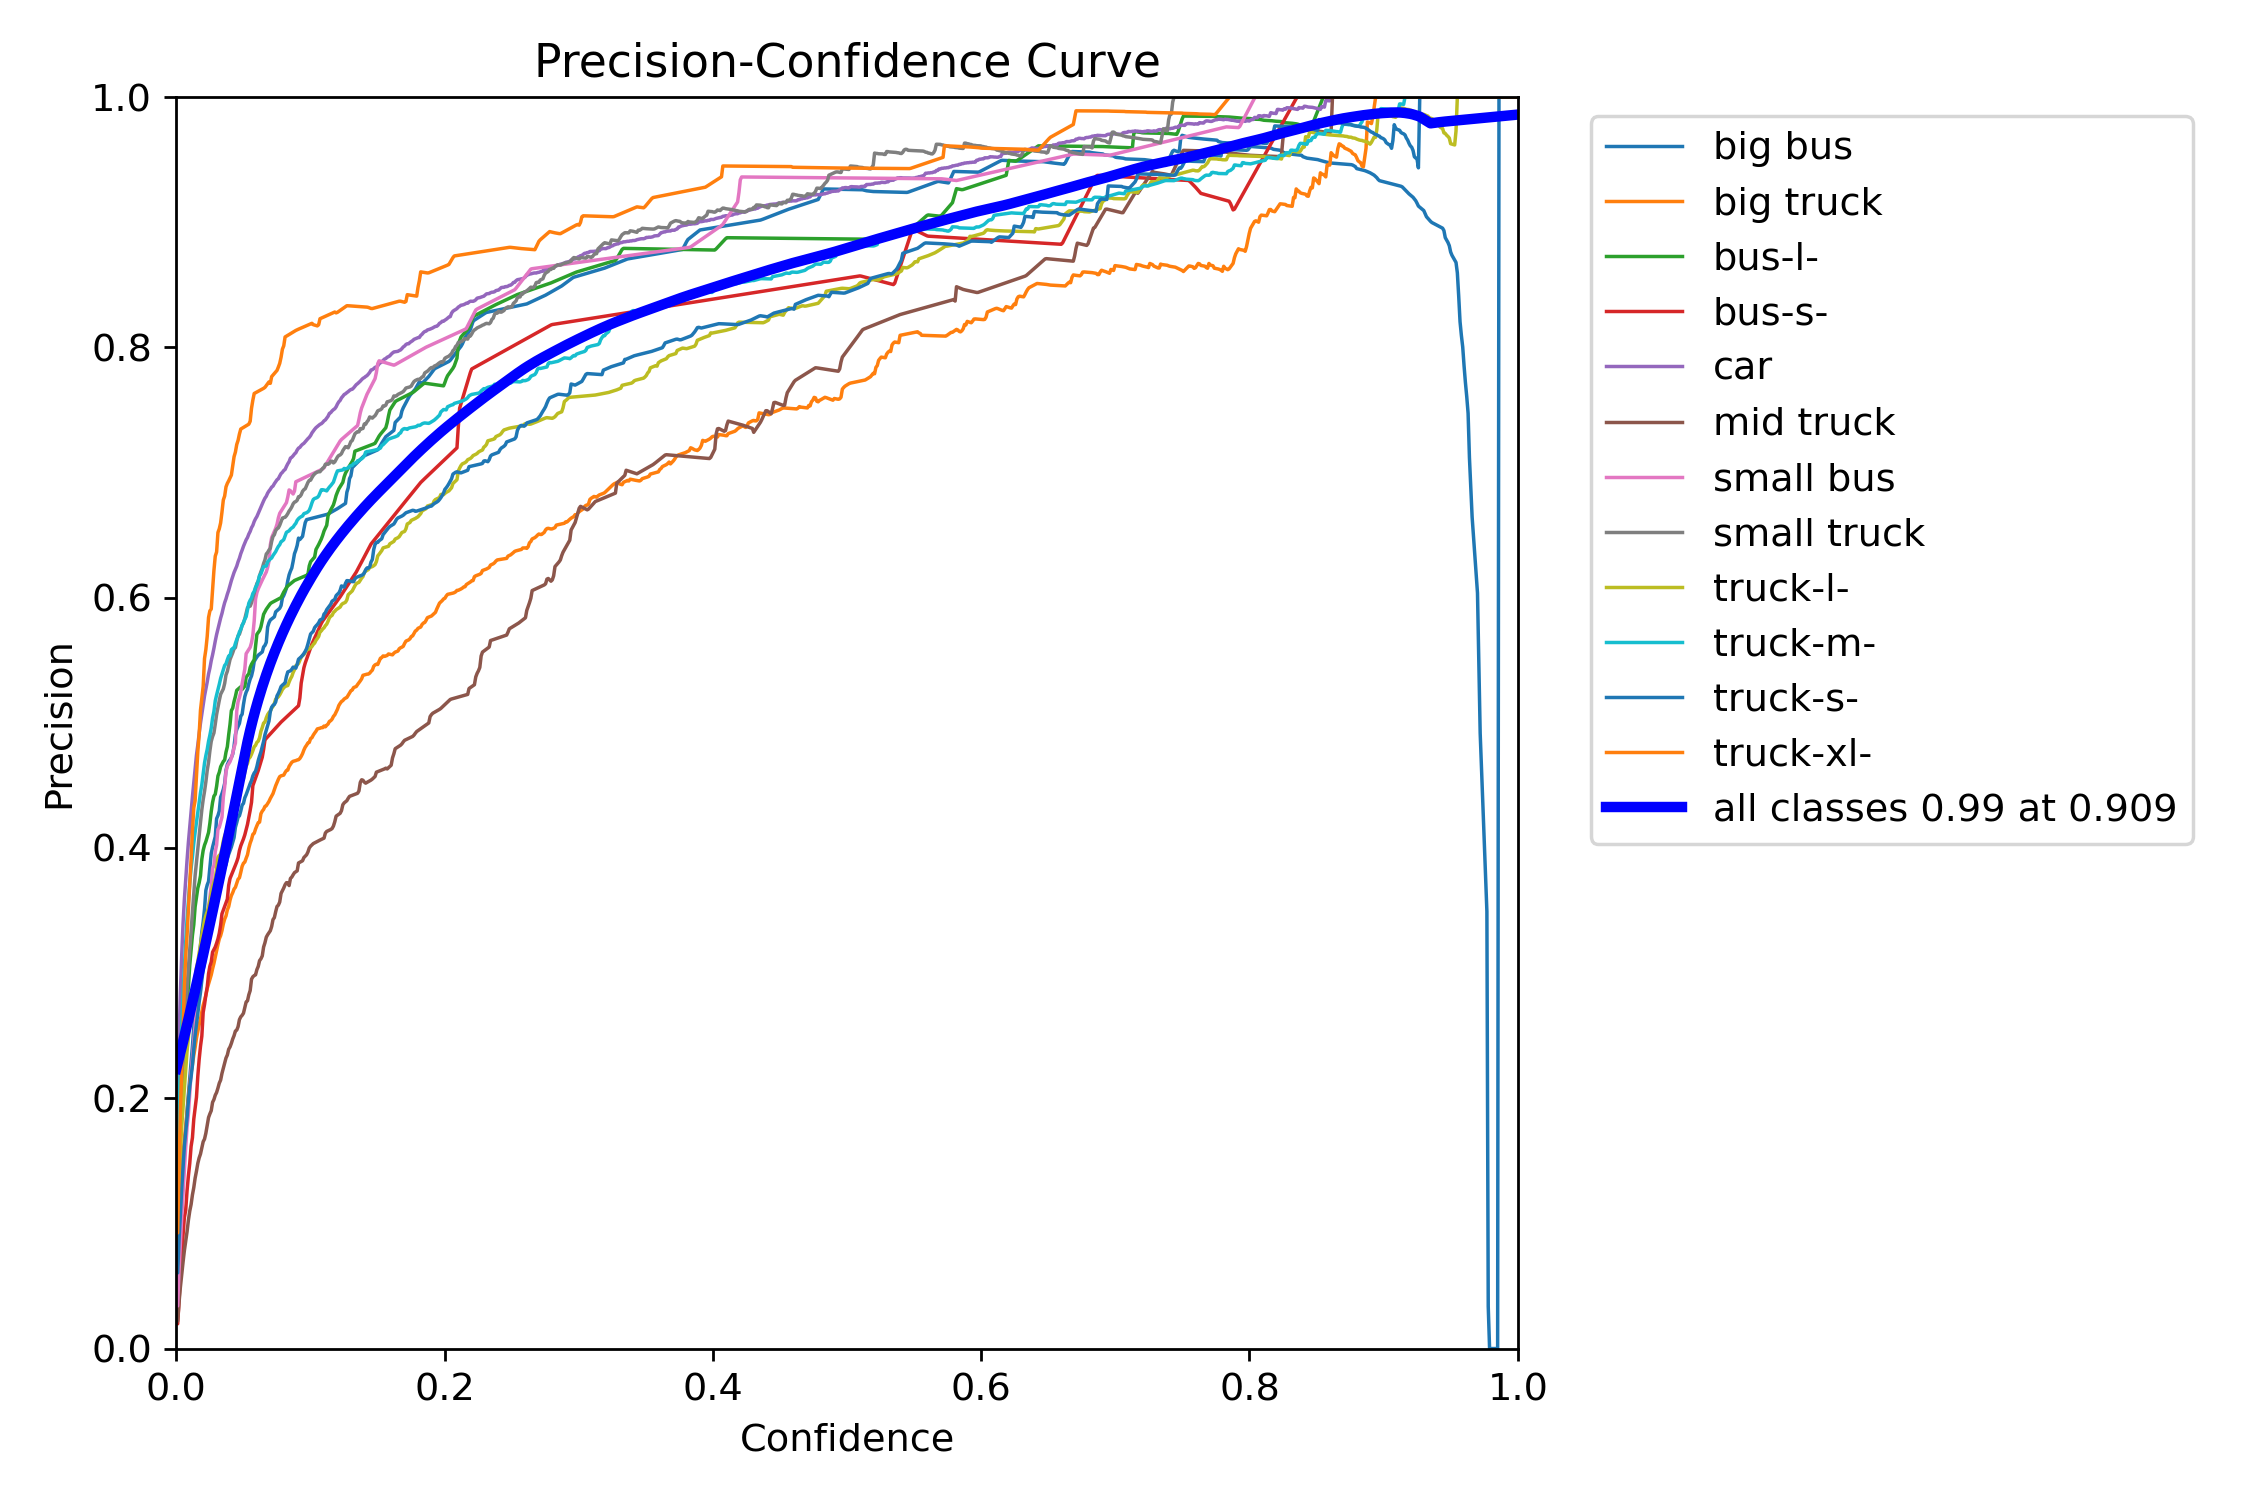 Precision-Confidence Curve
1.0
0.8
0.6
0.4
0.2
0.0
Precision
0.0 0.2 0.4 0.6 0.8 1.0
Confidence
big bus
big truck
bus-l-
bus-s-
car
mid truck
small bus
small truck
truck-l-
truck-m-
truck-s-
truck-xl-
all classes 0.99 at 0.909